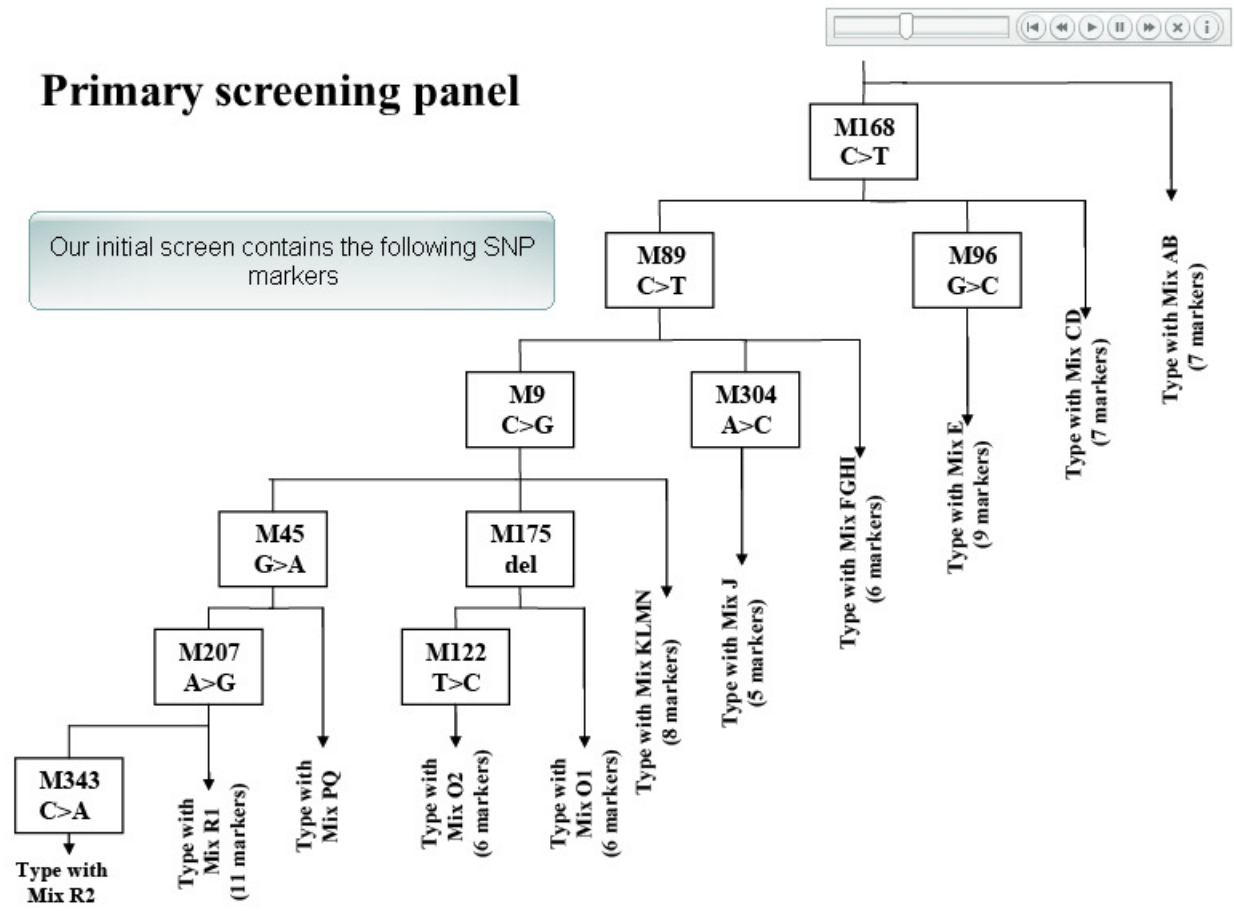 Primary screening panel
Our initial screen contains the following SNP
markers
M168
C>T
M89
C>T
M96
G>C
M9
C>G
M304
A>C
M45
G>A
M175
del
M207
A>G
M122
T>C
M343
C>A
Type with
Mix R2
Type with
Mix R1
(11 markers)
Type with
Mix PQ
Type with
Mix O2
(6 markers)
Type with
Mix O1
(6 markers)
Type with Mix KLMN
(8 markers)
Type with Mix J
(5 markers)
Type with Mix FGHI
(6 markers)
Type with Mix E
(9 markers)
Type with Mix CD
(7 markers)
Type with Mix AB
(7 markers)